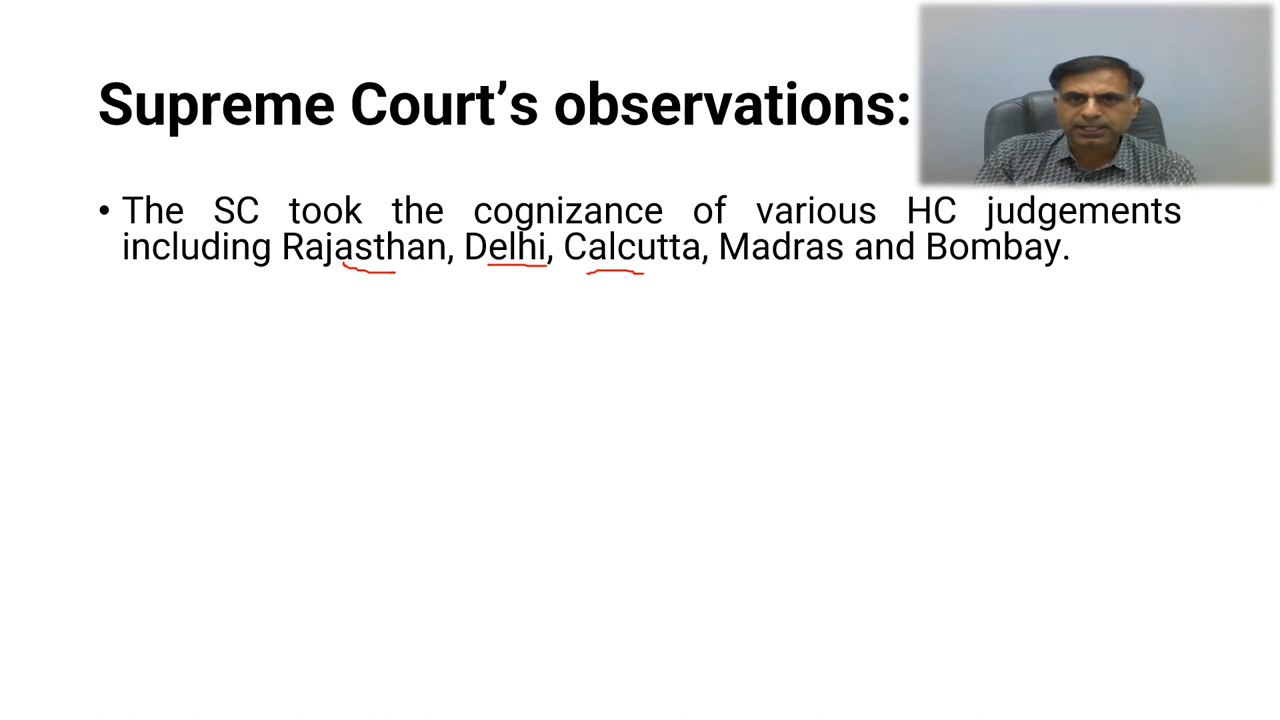 Supreme Court’s observations:
• The SC took the cognizance of various HC judgements
including Rajasthan, Delhi, Calcutta, Madras and Bombay.